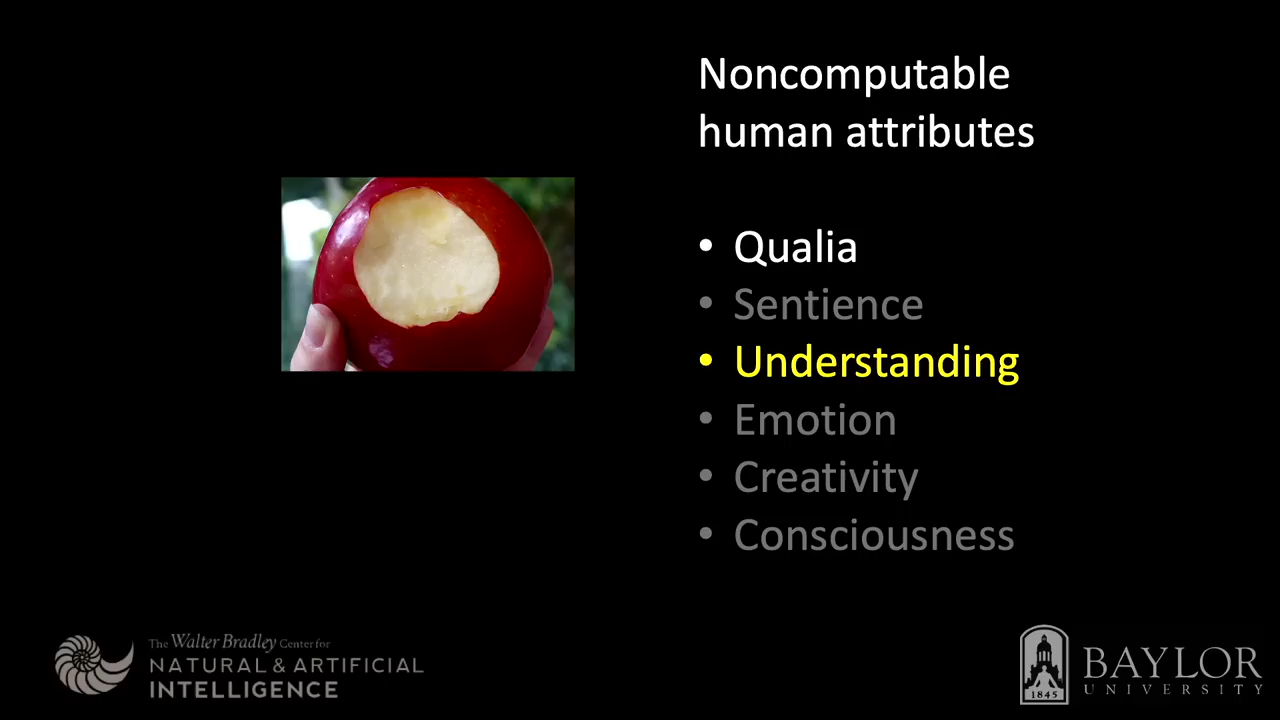 Noncomputable
human attributes
• Qualia
• Sentience
• Understanding
• Emotion
• Creativity
• Consciousness
The Walter Bradley Center for
NATURAL & ARTIFICIAL
INTELLIGENCE
1845
BAYLOR
UNIVERSITY